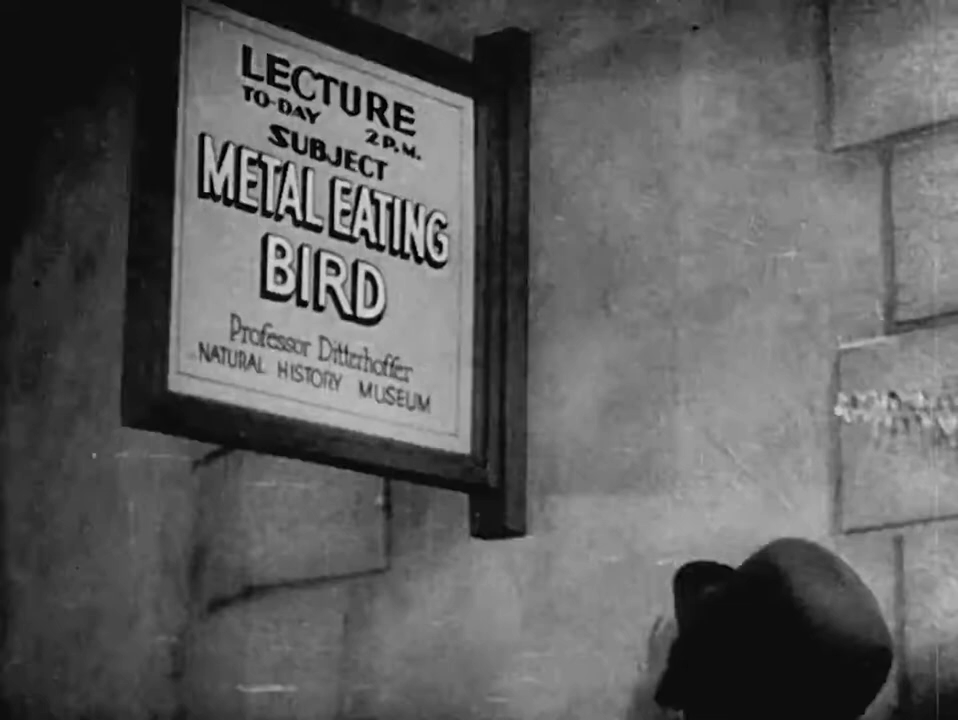 LECTURE
TO-DAY 2 P.M.
SUBJECT
METAL EATING
BIRD
Professor Ditterhoffer
NATURAL HISTORY MUSEUM